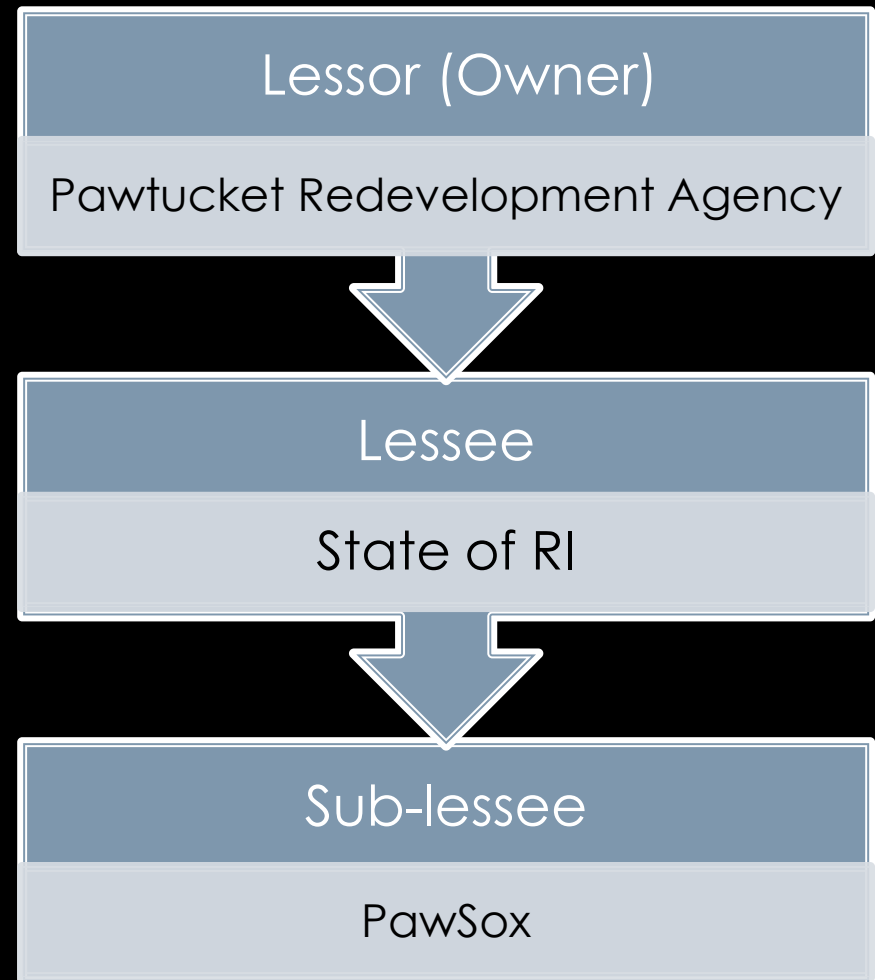 Lessor (Owner)
Pawtucket Redevelopment Agency
Lessee
State of RI
Sub-lessee
PawSox